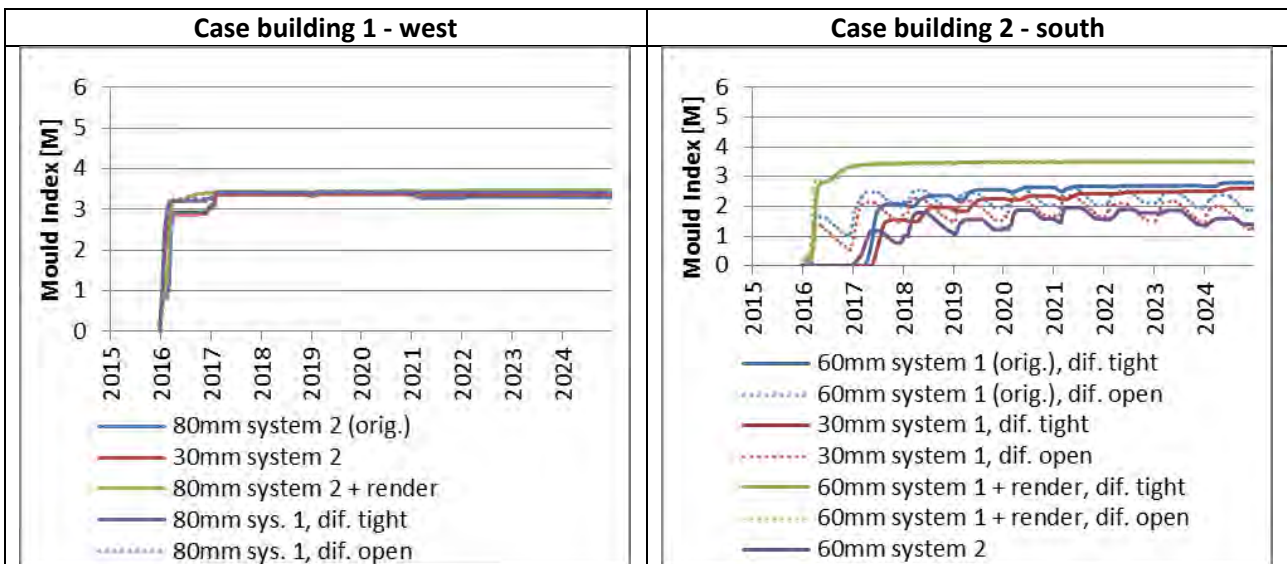 Case building 1 - west
Case building 2 - south
Mould Index [M]
6
5
4
3
2
1
0
2015
2016
2017
2018
2019
2020
2021
2022
2023
2024
80mm system 2 (orig.)
30mm system 2
80mm system 2 + render
80mm sys. 1, dif. tight
80mm sys. 1, dif. open
Mould Index [M]
6
5
4
3
2
1
0
2015
2016
2017
2018
2019
2020
2021
2022
2023
2024
60mm system 1 (orig.), dif. tight
60mm system 1 (orig.), dif. open
30mm system 1, dif. tight
30mm system 1, dif. open
60mm system 1 + render, dif. tight
60mm system 1 + render, dif. open
60mm system 2